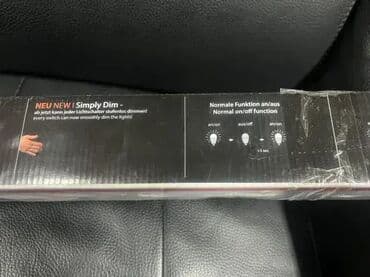 NEU NEW ! Simply Dim -
ab jetzt kann jeder Lichtschalter stufenlos dimmen!
every switch can now smoothly dim the lights!
Normale Funktion an/aus
Normal on/off function
an/on aus/off an/on